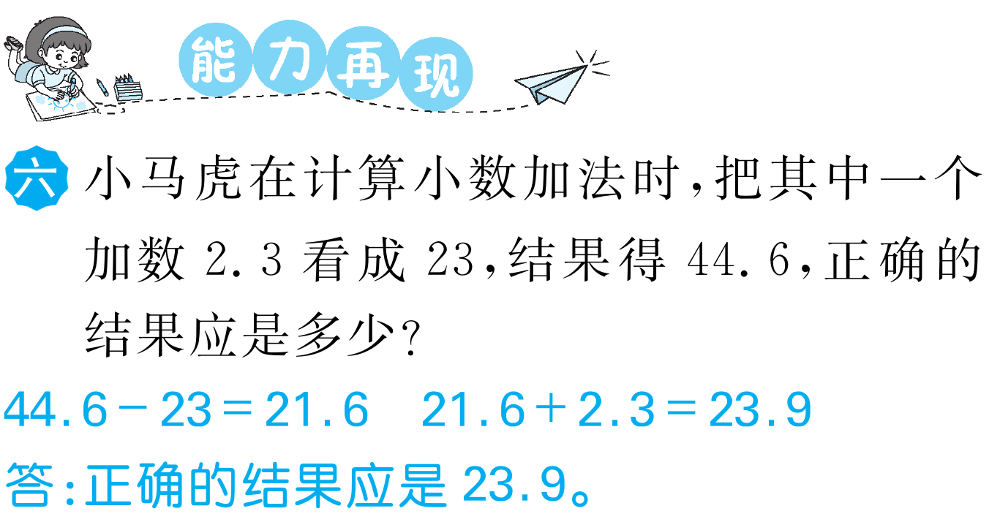 能力再现
六 小马虎在计算小数加法时,把其中一个
加数 2.3 看成 23,结果得 44.6,正确的
结果应是多少?
44.6-23=21.6 21.6+2.3=23.9
答:正确的结果应是 23.9。